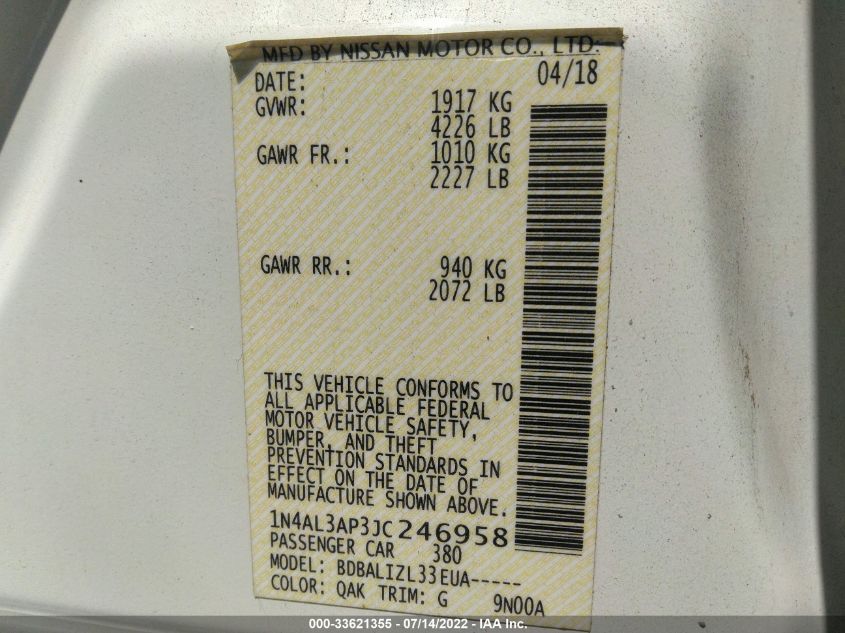 MFD BY NISSAN MOTOR CO., LTD.
DATE: 04/18
GVWR: 1917 KG
4226 LB
GAWR FR.: 1010 KG
2227 LB
GAWR RR.: 940 KG
2072 LB
THIS VEHICLE CONFORMS TO
ALL APPLICABLE FEDERAL
MOTOR VEHICLE SAFETY,
BUMPER, AND THEFT
PREVENTION STANDARDS IN
EFFECT ON THE DATE OF
MANUFACTURE SHOWN ABOVE.
1N4AL3AP3JC246958
PASSENGER CAR 380
MODEL: BDBALIZL33EUA-----
COLOR: QAK TRIM: G 9N00A
000-33621355 - 07/14/2022 - IAA Inc.